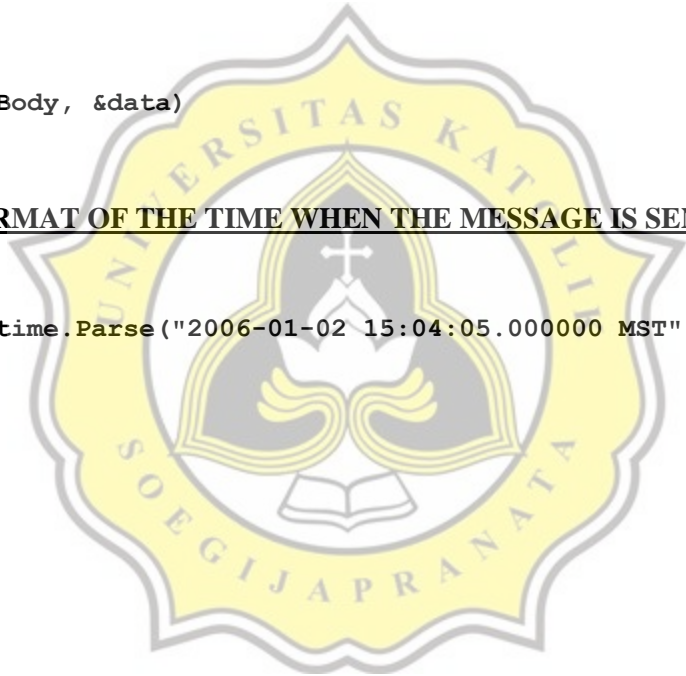 Body, &data)
RMAT OF THE TIME WHEN THE MESSAGE IS SEN
time.Parse("2006-01-02 15:04:05.000000 MST"
UNIVERSITAS KATOLIK
SOEGIJAPRANATA